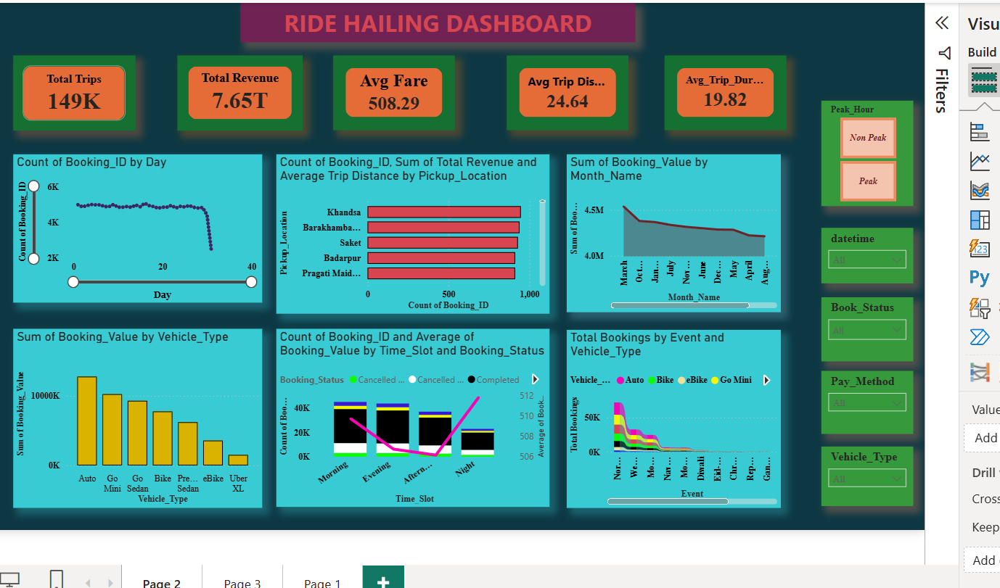 RIDE HAILING DASHBOARD
Visu
Build
Filters
Total Trips
149K
Total Revenue
7.65T
Avg Fare
508.29
Avg Trip Dis...
24.64
Avg_Trip_Dur...
19.82
Peak_Hour
Non Peak
Peak
datetime
All
Book_Status
All
Pay_Method
All
Vehicle_Type
All
Count of Booking_ID by Day
Count of Booking_ID
6K
4K
2K
0
20
40
Day
Count of Booking_ID, Sum of Total Revenue and
Average Trip Distance by Pickup_Location
Pickup_Location
Khandsa
Barakhamba...
Saket
Badarpur
Pragati Maid...
0
500
1,000
Count of Booking_ID
Sum of Booking_Value by
Month_Name
Sum of Boo...
4.5M
4.0M
March
Oct...
Jan...
July
Nov...
June
Dec...
May
April
Aug...
Month_Name
Sum of Booking_Value by Vehicle_Type
Sum of Booking_Value
10000K
0K
Auto
Go
Mini
Go
Sedan
Bike
Pre...
Sedan
eBike
Uber
XL
Vehicle_Type
Count of Booking_ID and Average of
Booking_Value by Time_Slot and Booking_Status
Booking_Status
Cancelled ...
Cancelled ...
Completed
Count of Boo...
40K
20K
0K
512
510
508
506
Average of Book...
Morning
Evening
Aftern...
Night
Time_Slot
Total Bookings by Event and
Vehicle_Type
Vehicle_...
Auto
Bike
eBike
Go Mini
Total Bookings
50K
0K
Nor...
We...
Mo...
Nav...
Mo...
Diwali
Eid-...
Chr...
Rep...
Gan...
Event
123
Py
Value
Add
Drill
Cross
Keep
Add
Page 2
Page 3
Page 1